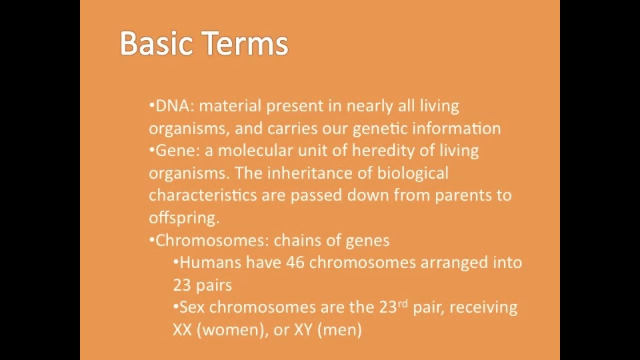 Basic Terms
•DNA: material present in nearly all living
organisms, and carries our genetic information
•Gene: a molecular unit of heredity of living
organisms. The inheritance of biological
characteristics are passed down from parents to
offspring.
•Chromosomes: chains of genes
•Humans have 46 chromosomes arranged into
23 pairs
•Sex chromosomes are the 23rd pair, receiving
XX (women), or XY (men)